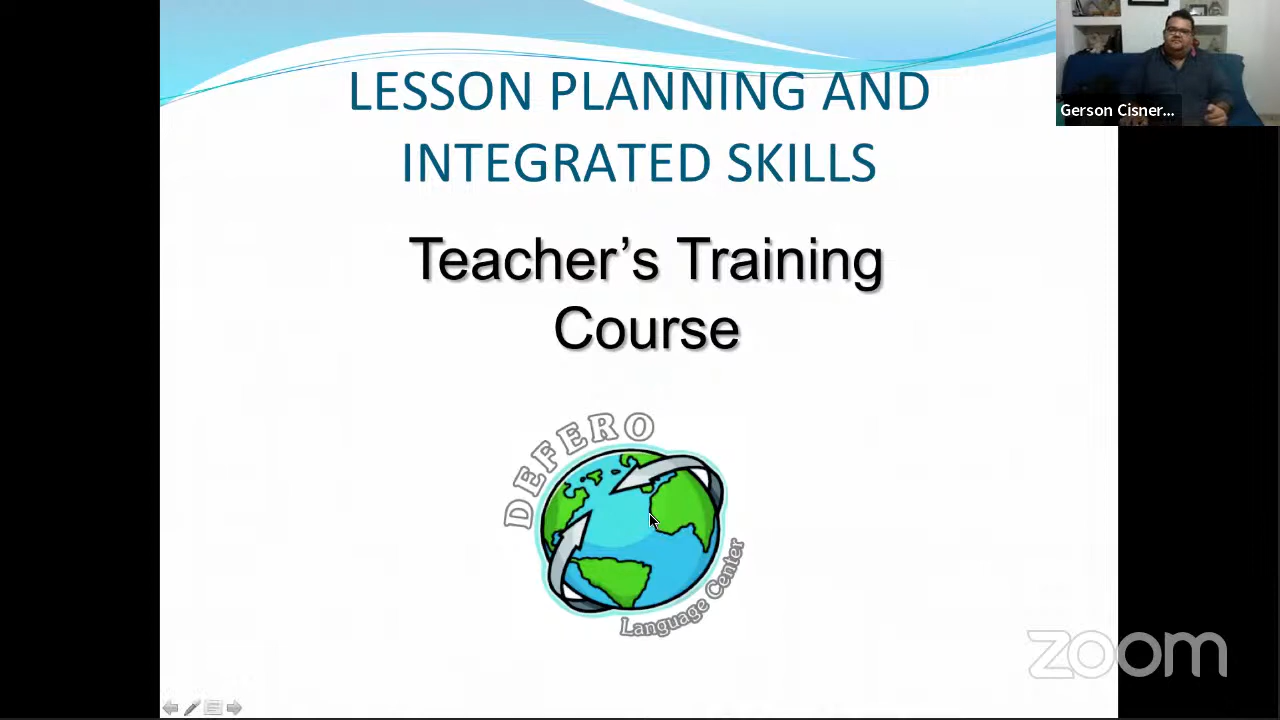 LESSON PLANNING AND
INTEGRATED SKILLS
Gerson Cisner...
Teacher’s Training
Course
DEFERO
Language Center
zoom